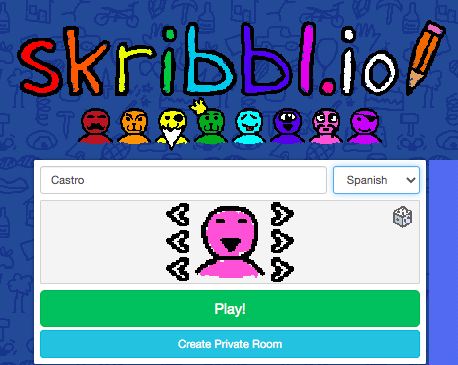 skribbl.io
Castro
Spanish
Play!
Create Private Room